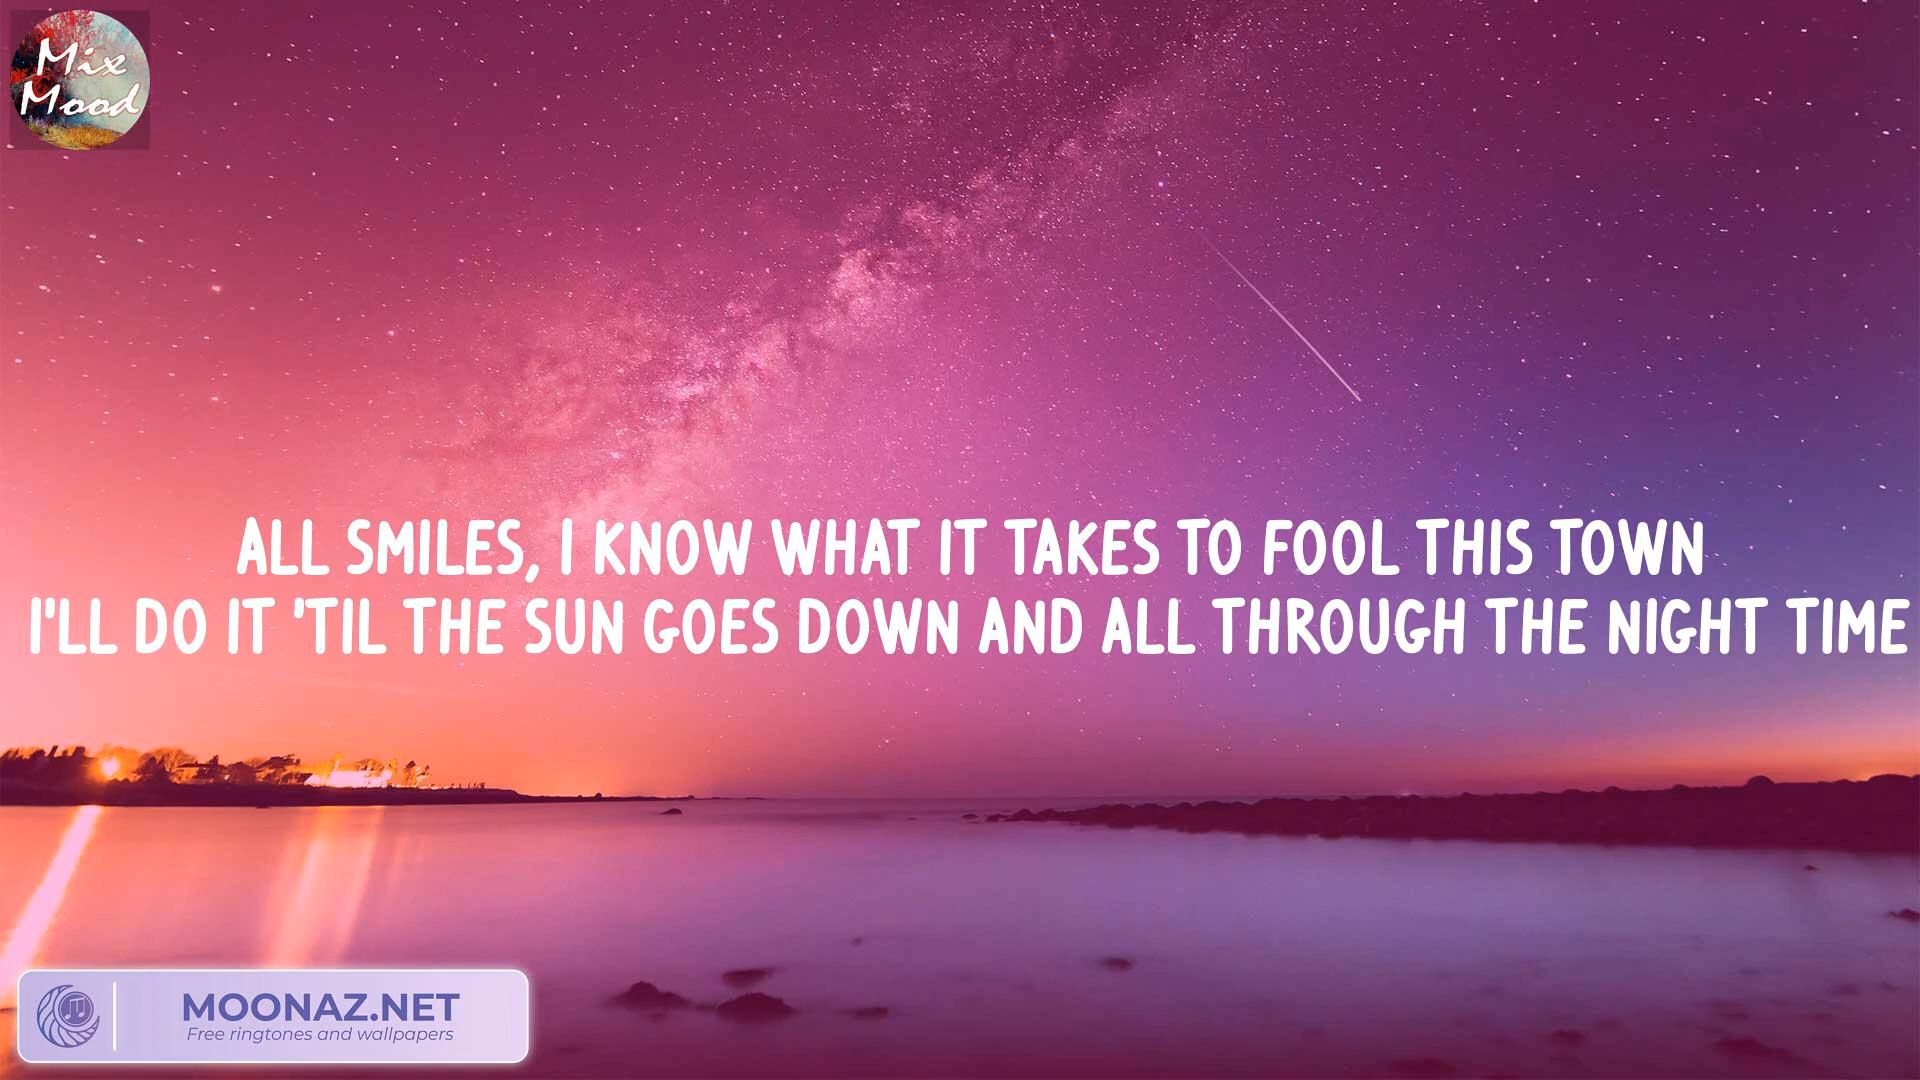 Mix
Mood
ALL SMILES, I KNOW WHAT IT TAKES TO FOOL THIS TOWN
I'LL DO IT 'TIL THE SUN GOES DOWN AND ALL THROUGH THE NIGHT TIME
MOONAZ.NET
Free ringtones and wallpapers